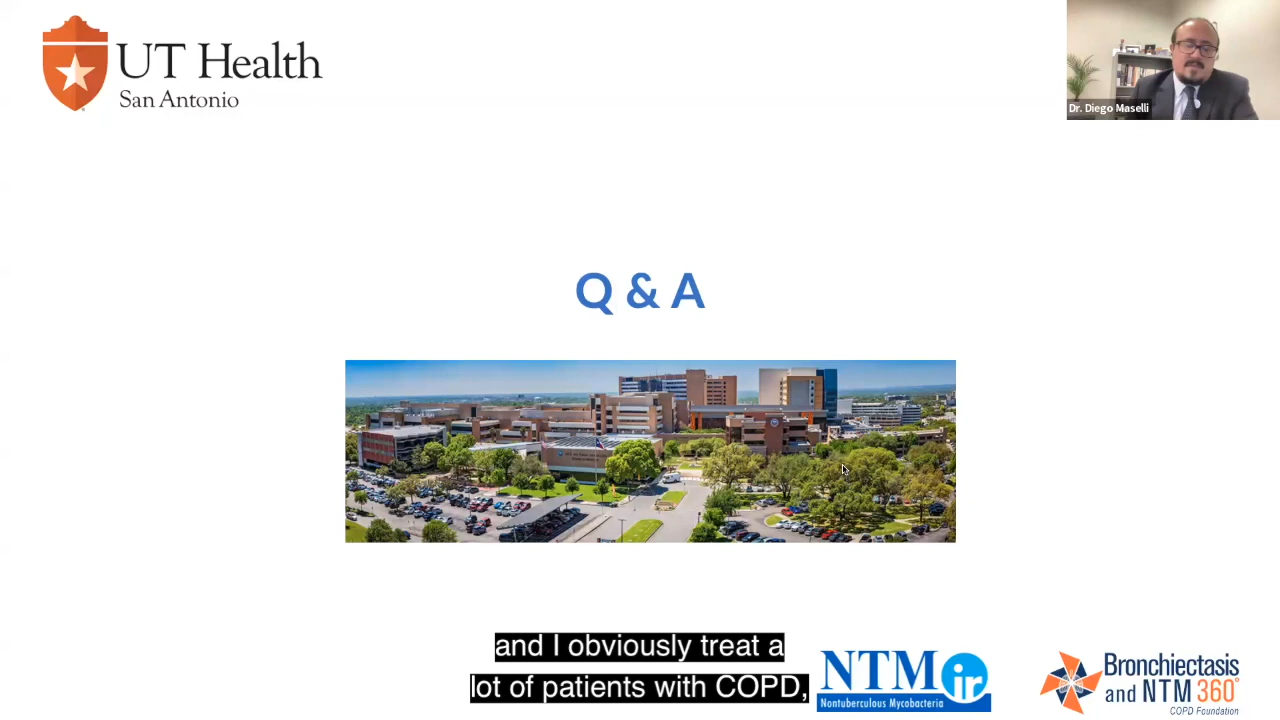 UT Health
San Antonio
Dr. Diego Maselli
Q & A
and I obviously treat a
lot of patients with COPD,
NTMir
Nontuberculous Mycobacteria
Bronchiectasis
and NTM 360°
COPD Foundation